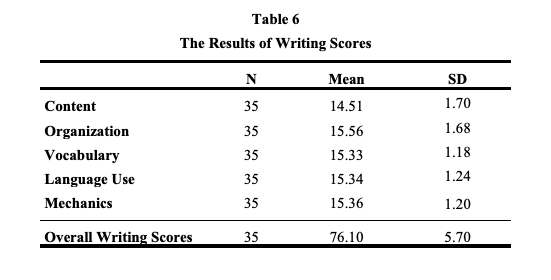 Table 6
The Results of Writing Scores
N Mean SD
Content 35 14.51 1.70
Organization 35 15.56 1.68
Vocabulary 35 15.33 1.18
Language Use 35 15.34 1.24
Mechanics 35 15.36 1.20
Overall Writing Scores 35 76.10 5.70